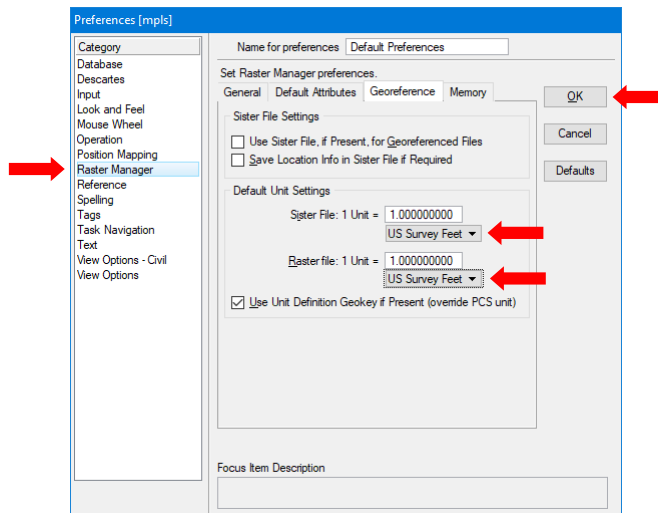 Preferences [mpls]
Category
Database
Descartes
Input
Look and Feel
Mouse Wheel
Operation
Position Mapping
Raster Manager
Reference
Spelling
Tags
Task Navigation
Text
View Options - Civil
View Options
Name for preferences Default Preferences
Set Raster Manager preferences.
General Default Attributes Georeference Memory
Sister File Settings
Use Sister File, if Present, for Georeferenced Files
Save Location Info in Sister File if Required
Default Unit Settings
Sister File: 1 Unit = 1.000000000
US Survey Feet
Raster file: 1 Unit = 1.000000000
US Survey Feet
Use Unit Definition Geokey if Present (override PCS unit)
OK
Cancel
Defaults
Focus Item Description